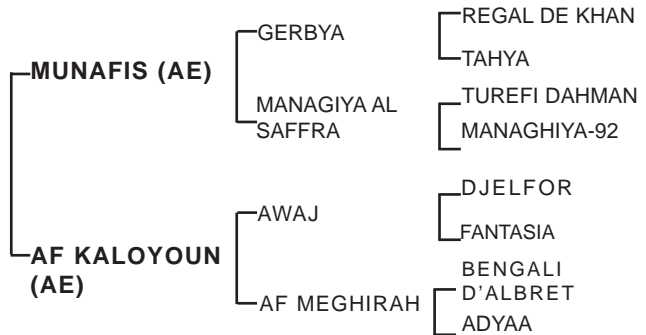 MUNAFIS (AE)
GERBYA
REGAL DE KHAN
TAHYA
MANAGIYA AL
SAFFRA
TUREFI DAHMAN
MANAGHIYA-92
AF KALOYOUN
(AE)
AWAJ
DJELFOR
FANTASIA
AF MEGHIRAH
BENGALI
D'ALBRET
ADYAA